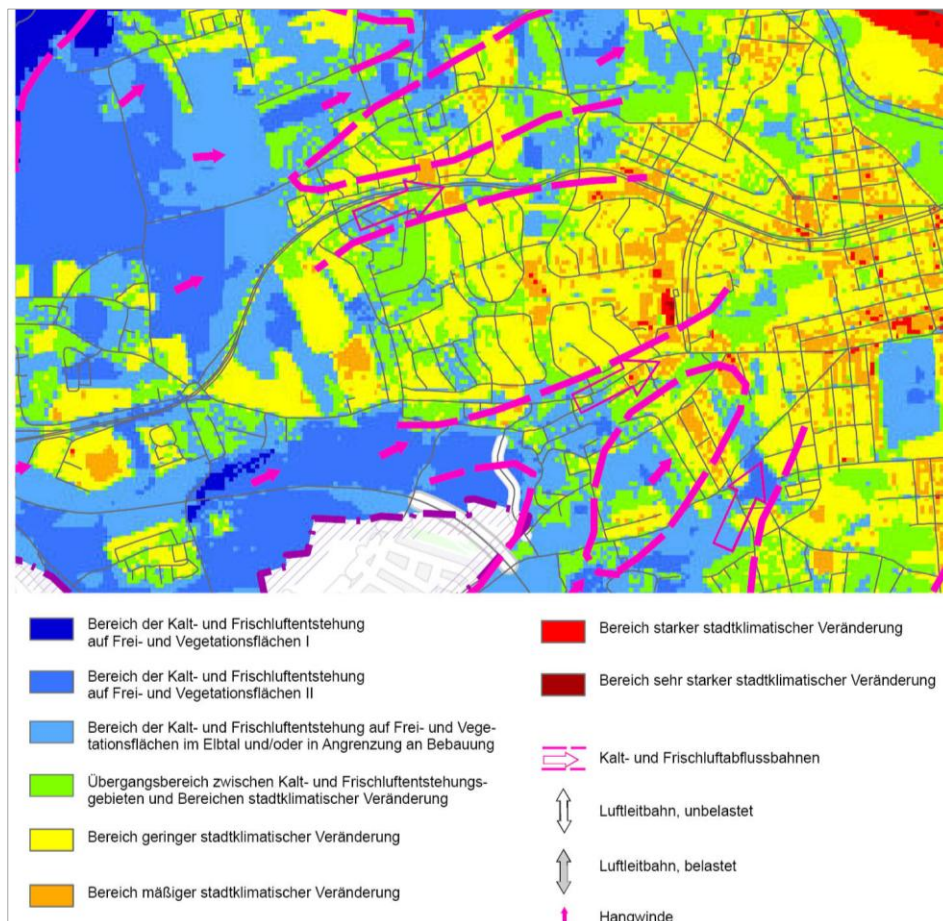 Bereich der Kalt- und Frischluftentstehung
auf Frei- und Vegetationsflächen I
Bereich der Kalt- und Frischluftentstehung
auf Frei- und Vegetationsflächen II
Bereich der Kalt- und Frischluftentstehung auf Frei- und Vege-
tationsflächen im Elbtal und/oder in Angrenzung an Bebauung
Übergangsbereich zwischen Kalt- und Frischluftentstehungs-
gebieten und Bereichen stadtklimatischer Veränderung
Bereich geringer stadtklimatischer Veränderung
Bereich mäßiger stadtklimatischer Veränderung
Bereich starker stadtklimatischer Veränderung
Bereich sehr starker stadtklimatischer Veränderung
Kalt- und Frischluftabflussbahnen
Luftleitbahn, unbelastet
Luftleitbahn, belastet
Hangwinde